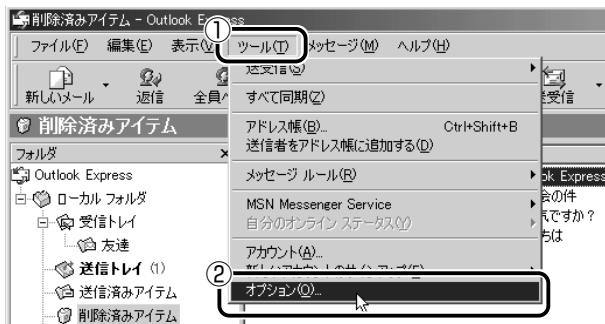 削除済みアイテム - Outlook Express
①
ファイル(F) 編集(E) 表示(V) ツール(T) メッセージ(M) ヘルプ(H)
新しいメール 返信 全員へ 送受信
送受信(S)
すべて同期(Z)
アドレス帳(B)... Ctrl+Shift+B
送信者をアドレス帳に追加する(D)
メッセージ ルール(R)
MSN Messenger Service
自分のオンライン ステータス(Y)
アカウント(A)...
②
オプション(O)...
削除済みアイテム
フォルダ ×
Outlook Express
ローカル フォルダ
受信トレイ
友達
送信トレイ (1)
送信済みアイテム
削除済みアイテム
ok Express
会の件
気ですか?
ちは